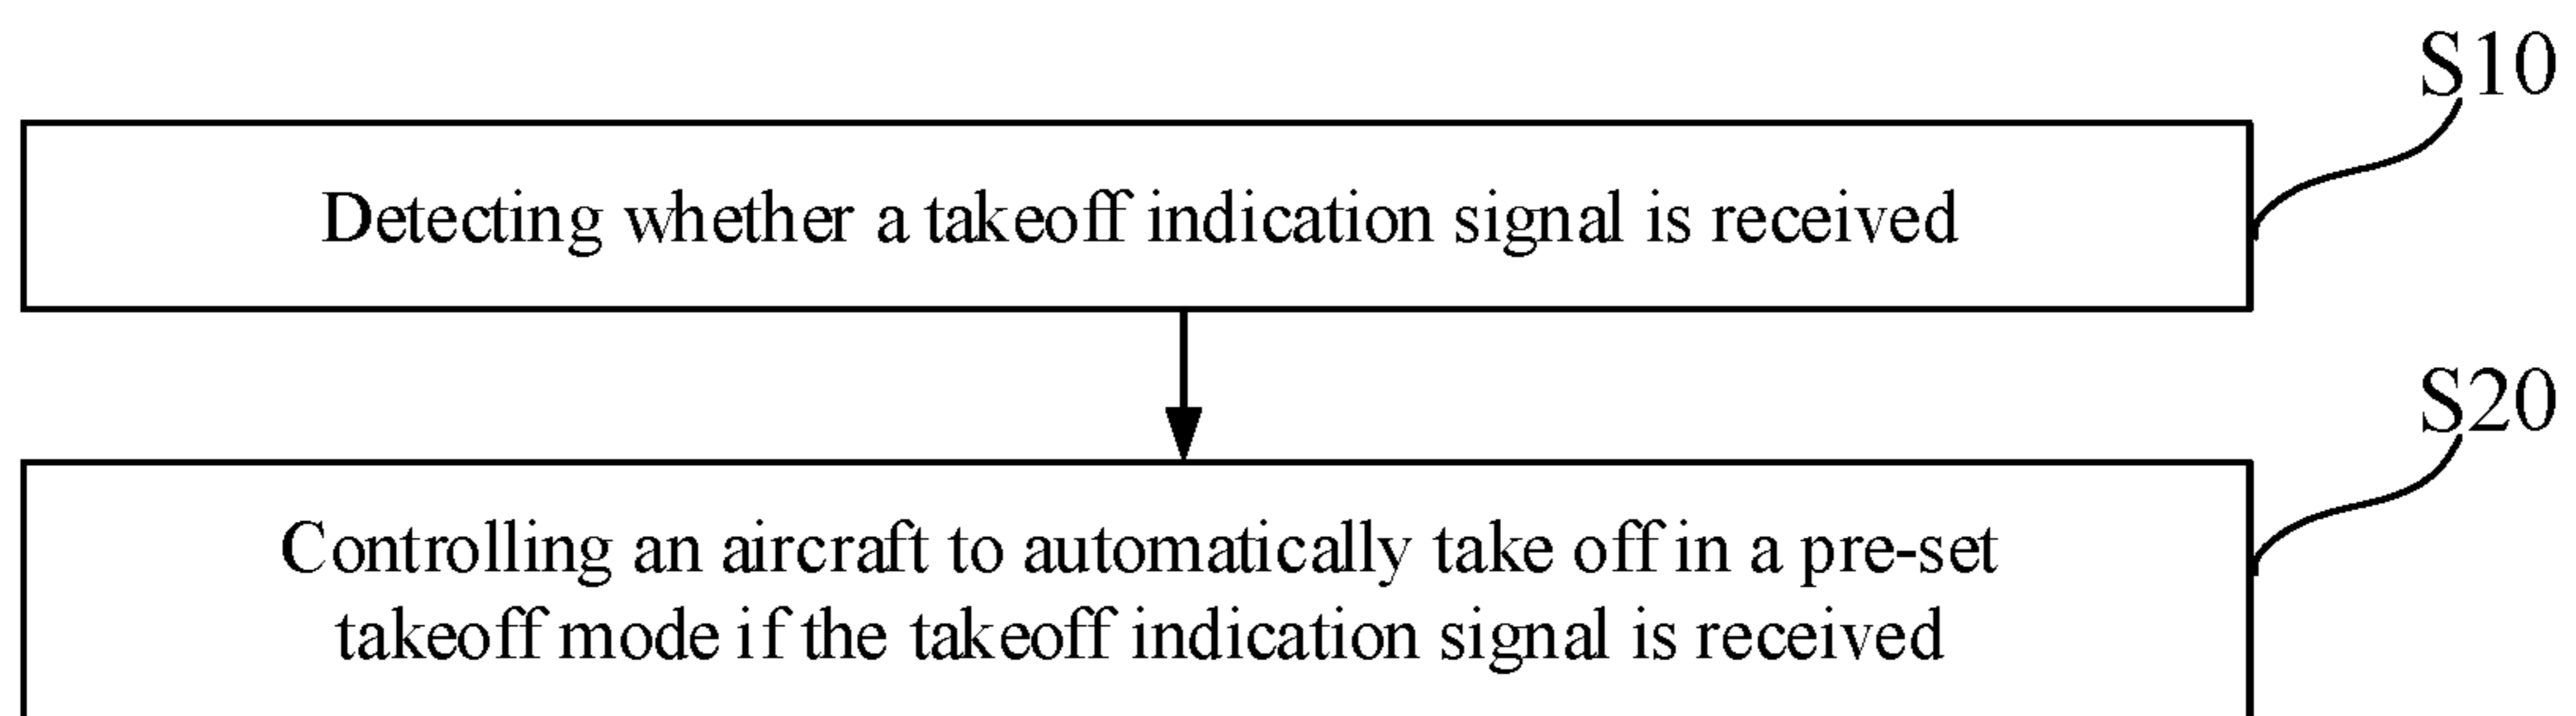 S10
Detecting whether a takeoff indication signal is received
S20
Controlling an aircraft to automatically take off in a pre-set
takeoff mode if the takeoff indication signal is received